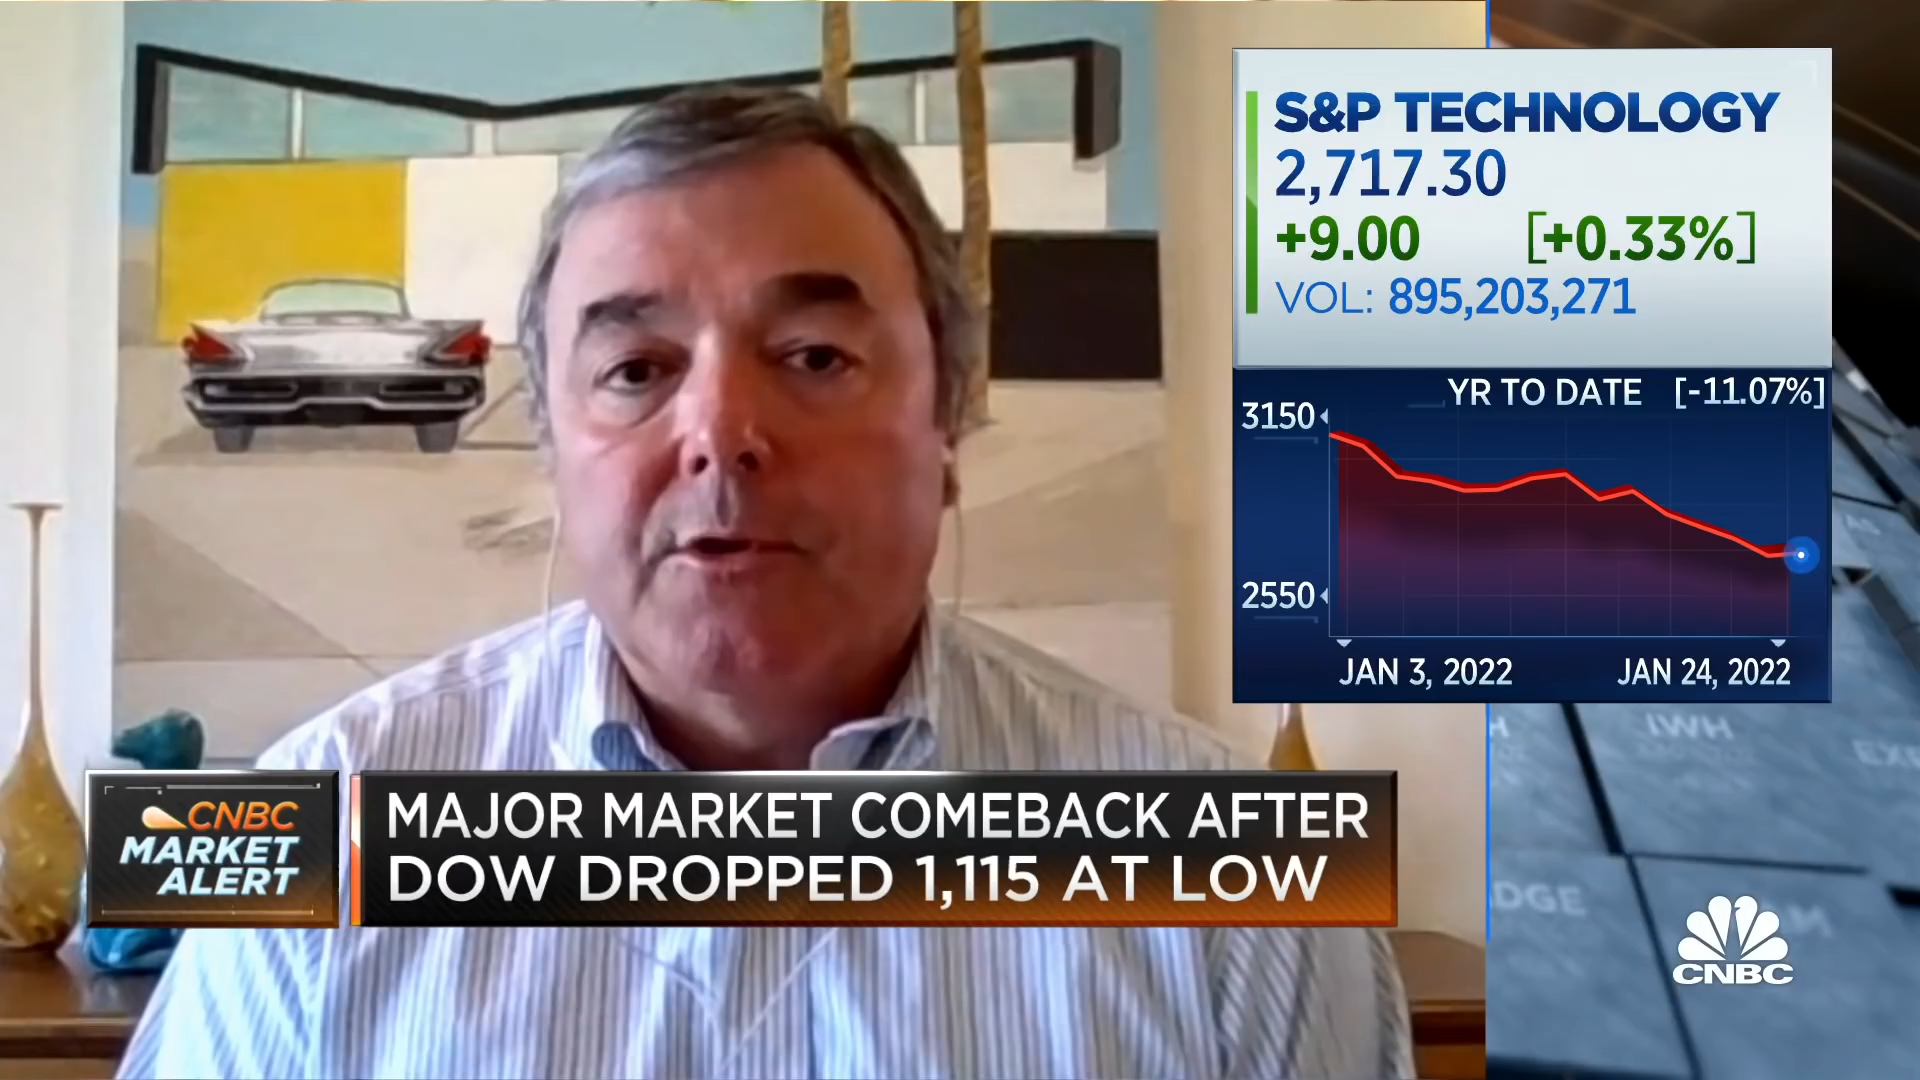 S&P TECHNOLOGY
2,717.30
+9.00 [+0.33%]
VOL: 895,203,271
YR TO DATE [-11.07%]
3150
2550
JAN 3, 2022 JAN 24, 2022
IWH
CNBC
MARKET
ALERT
MAJOR MARKET COMEBACK AFTER
DOW DROPPED 1,115 AT LOW
DGE
CNBC